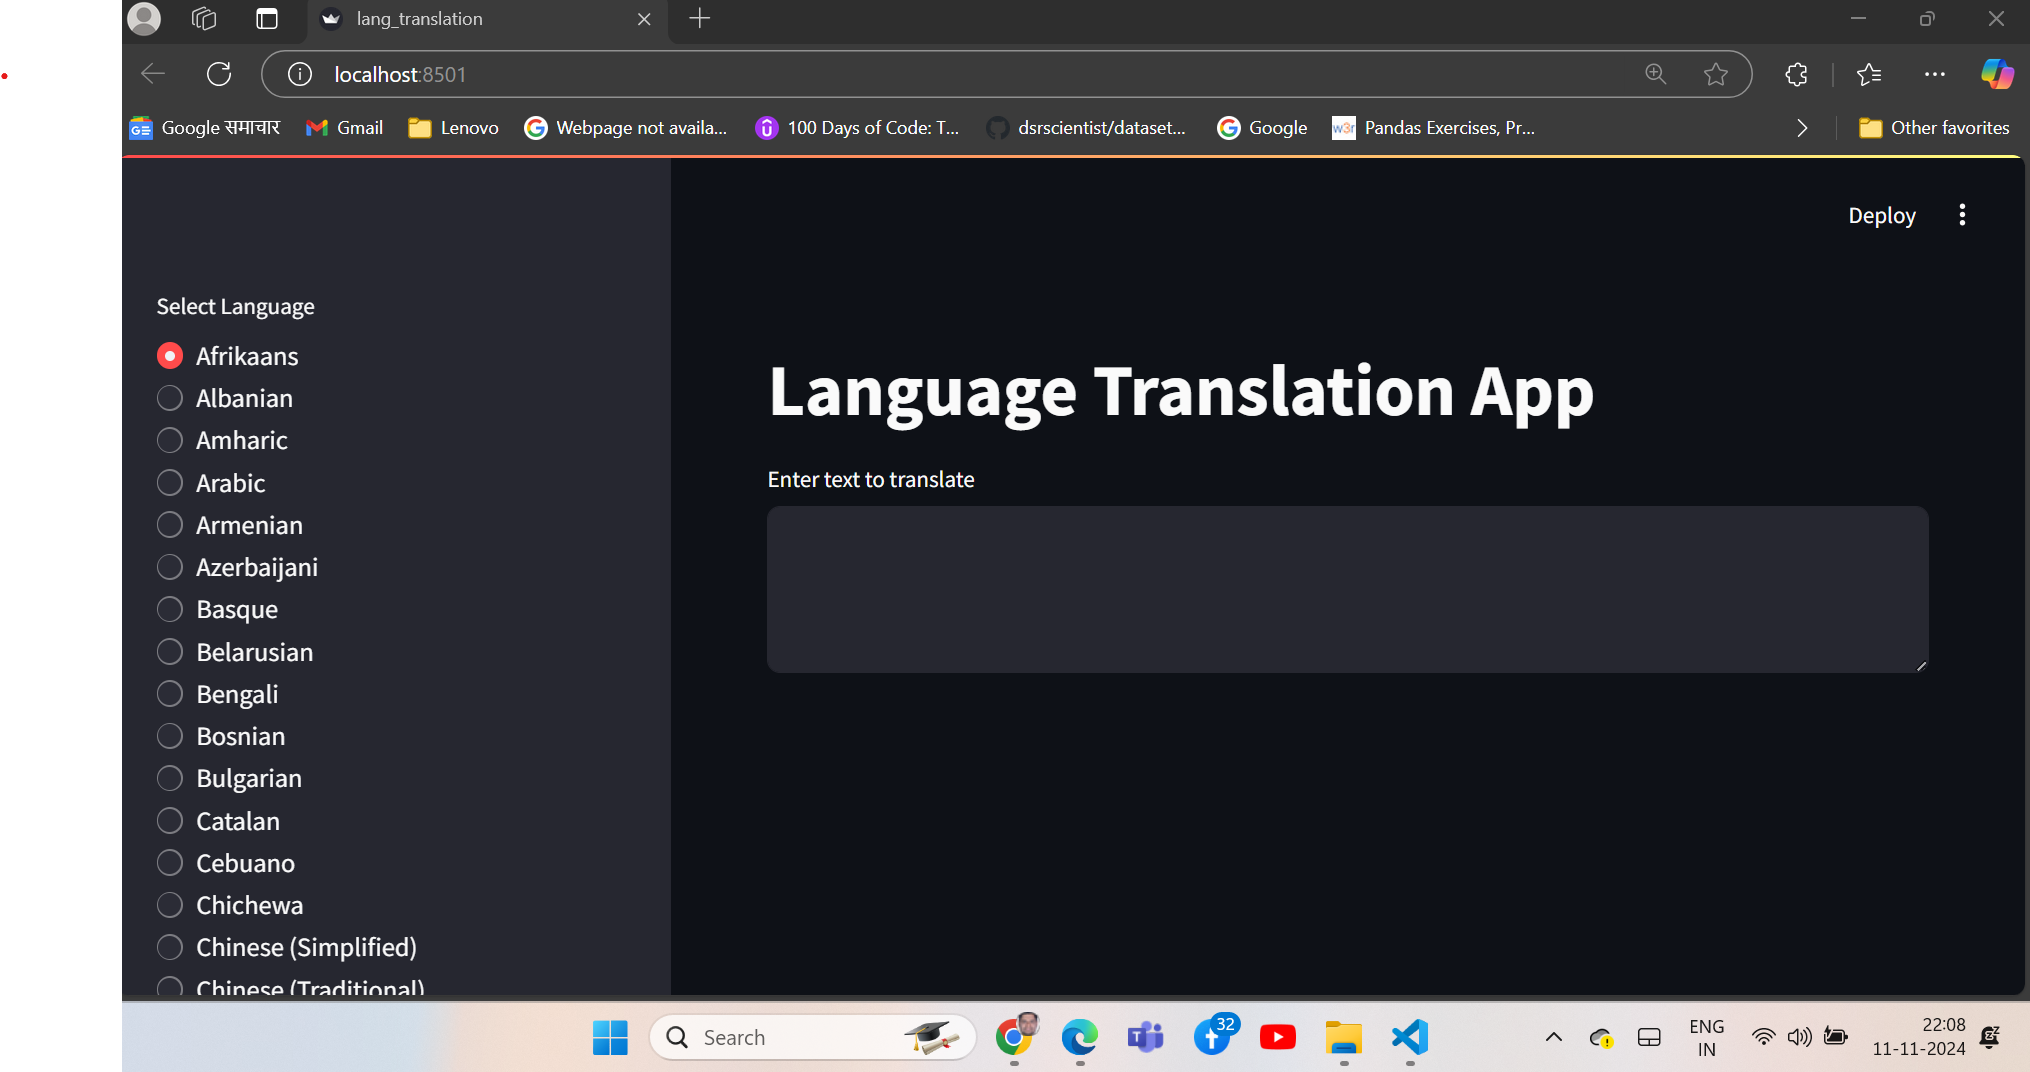 lang_translation
localhost:8501
Google समाचार
Gmail
Lenovo
Webpage not availa...
100 Days of Code: T...
dsrscientist/dataset...
Google
w3r
Pandas Exercises, Pr...
Other favorites
Deploy
Select Language
Afrikaans
Albanian
Amharic
Arabic
Armenian
Azerbaijani
Basque
Belarusian
Bengali
Bosnian
Bulgarian
Catalan
Cebuano
Chichewa
Chinese (Simplified)
Chinese (Traditional)
Language Translation App
Enter text to translate
Search
32
ENG
IN
22:08
11-11-2024